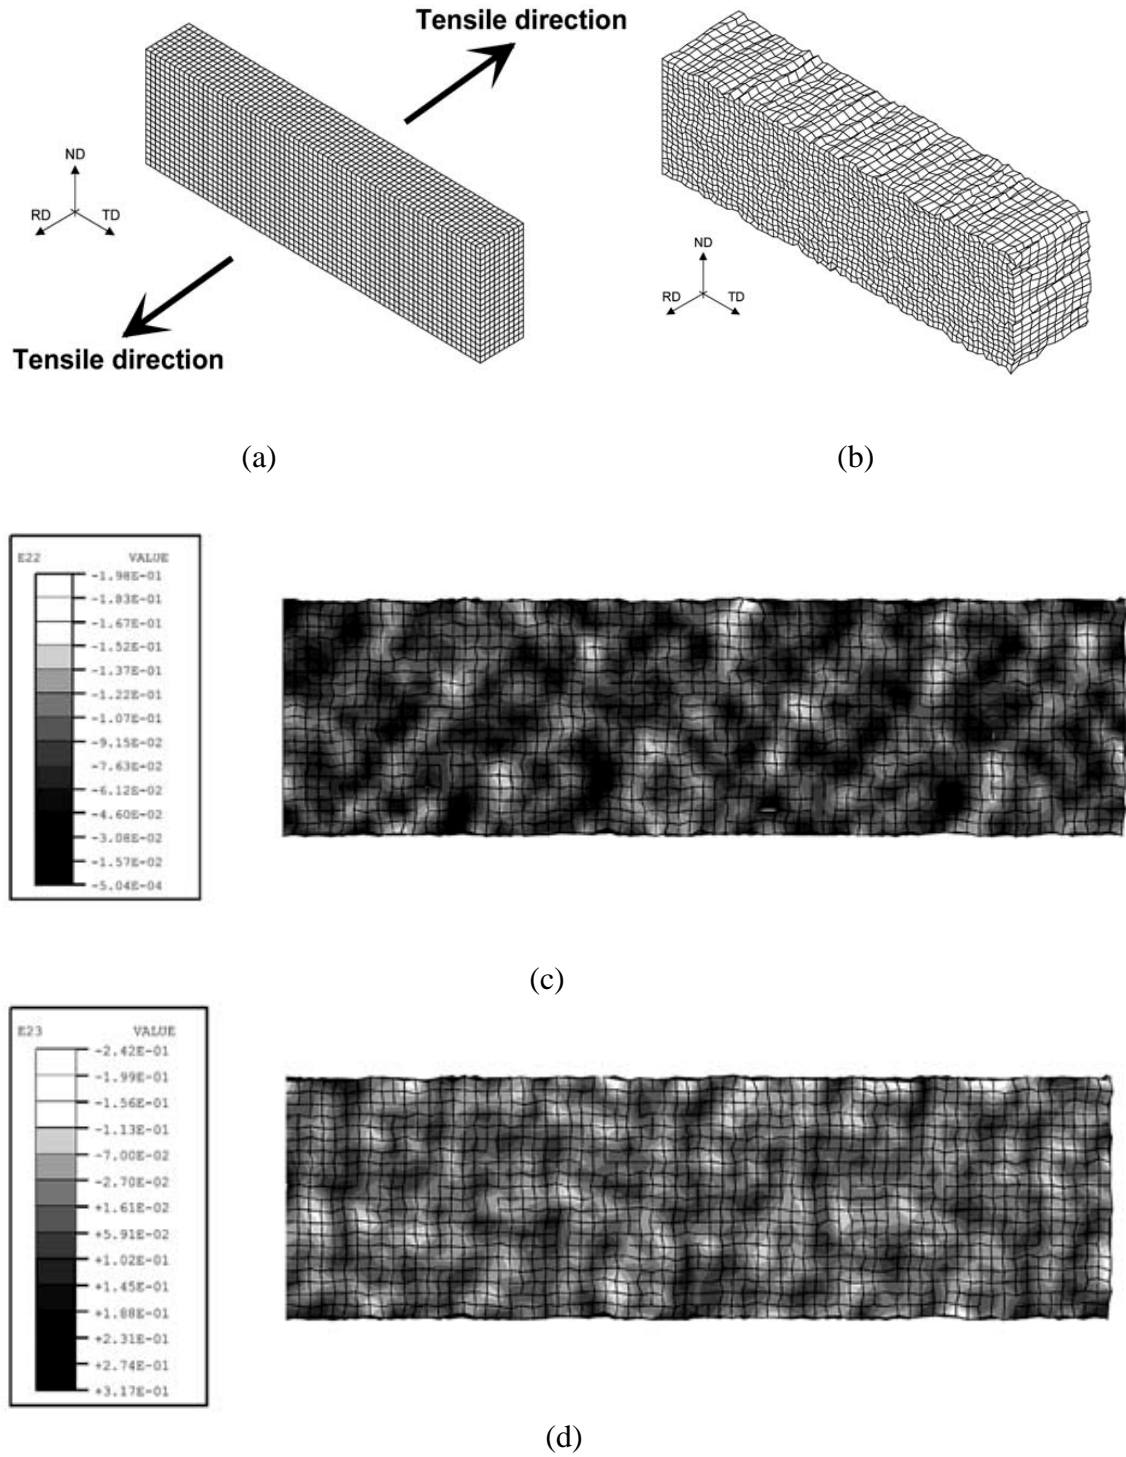 Tensile direction
ND
RD
TD
Tensile direction
ND
RD
TD
(a)
(b)
E22 VALUE
-1.98E-01
-1.83E-01
-1.67E-01
-1.52E-01
-1.37E-01
-1.22E-01
-1.07E-01
-9.15E-02
-7.63E-02
-6.12E-02
-4.60E-02
-3.08E-02
-1.57E-02
-5.04E-04
(c)
E23 VALUE
-2.42E-01
-1.99E-01
-1.56E-01
-1.13E-01
-7.00E-02
-2.70E-02
+1.61E-02
+5.91E-02
+1.02E-01
+1.45E-01
+1.88E-01
+2.31E-01
+2.74E-01
+3.17E-01
(d)